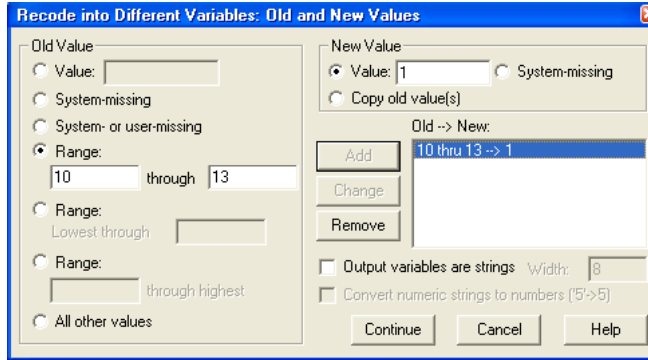 Recode into Different Variables: Old and New Values
Old Value
Value:
System-missing
System- or user-missing
Range:
10 through 13
Range:
Lowest through
Range:
through highest
All other values
New Value
Value: 1 System-missing
Copy old value(s)
Old --> New:
Add
10 thru 13 --> 1
Change
Remove
Output variables are strings Width: 8
Convert numeric strings to numbers ('5'->5)
Continue Cancel Help